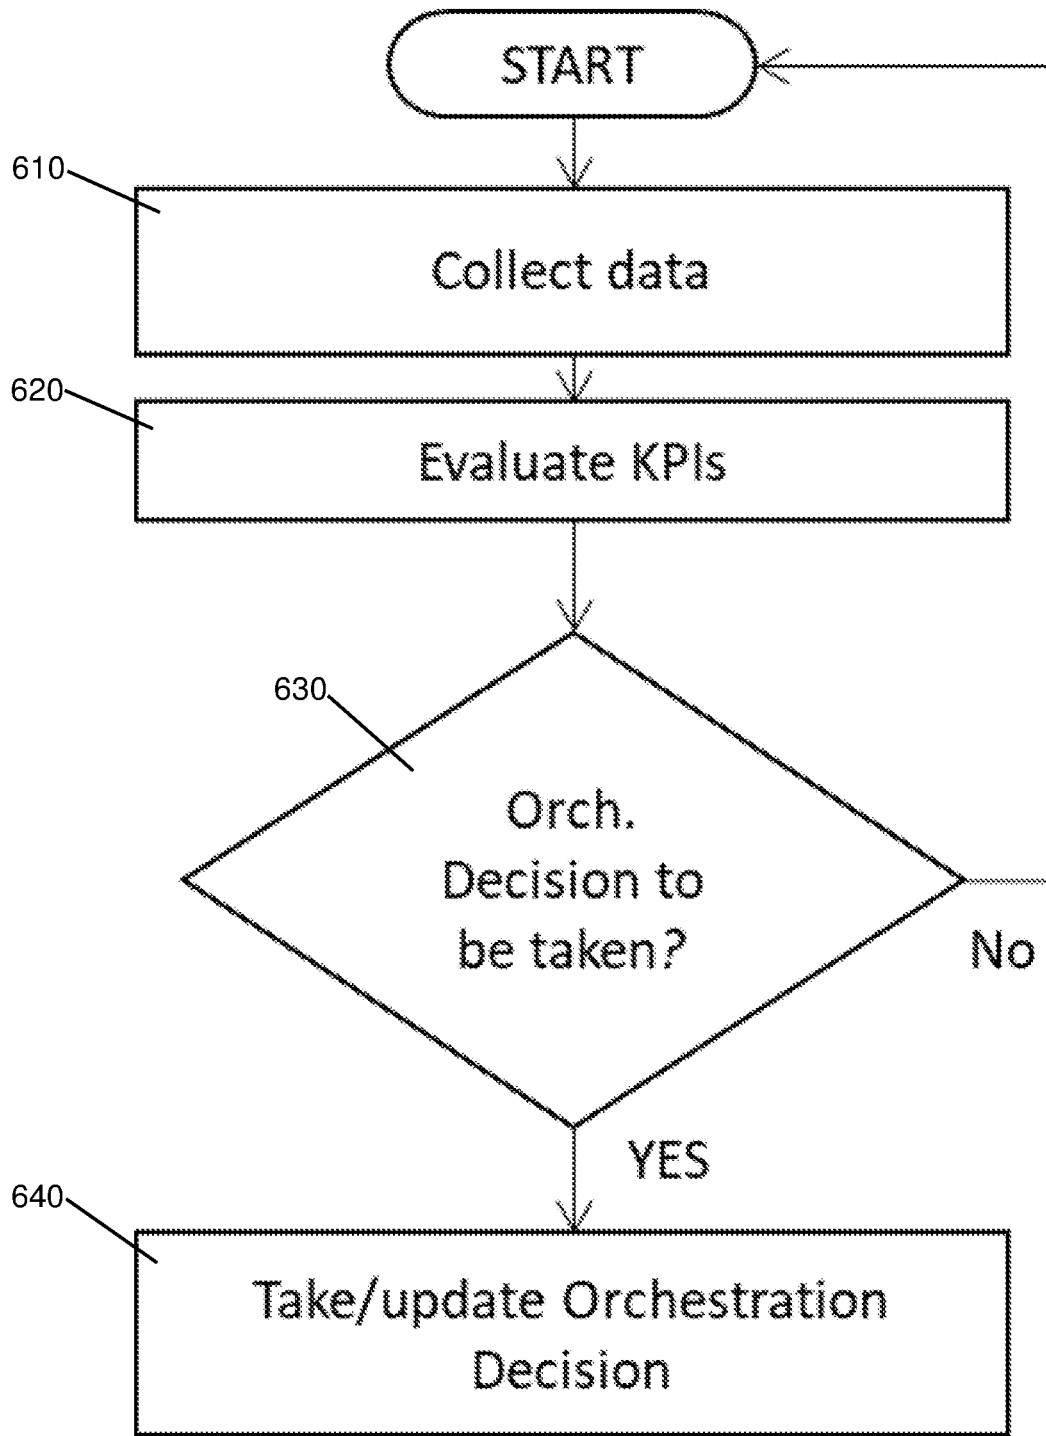 START
610
Collect data
620
Evaluate KPIs
630
Orch.
Decision to
be taken?
No
YES
640
Take/update Orchestration
Decision